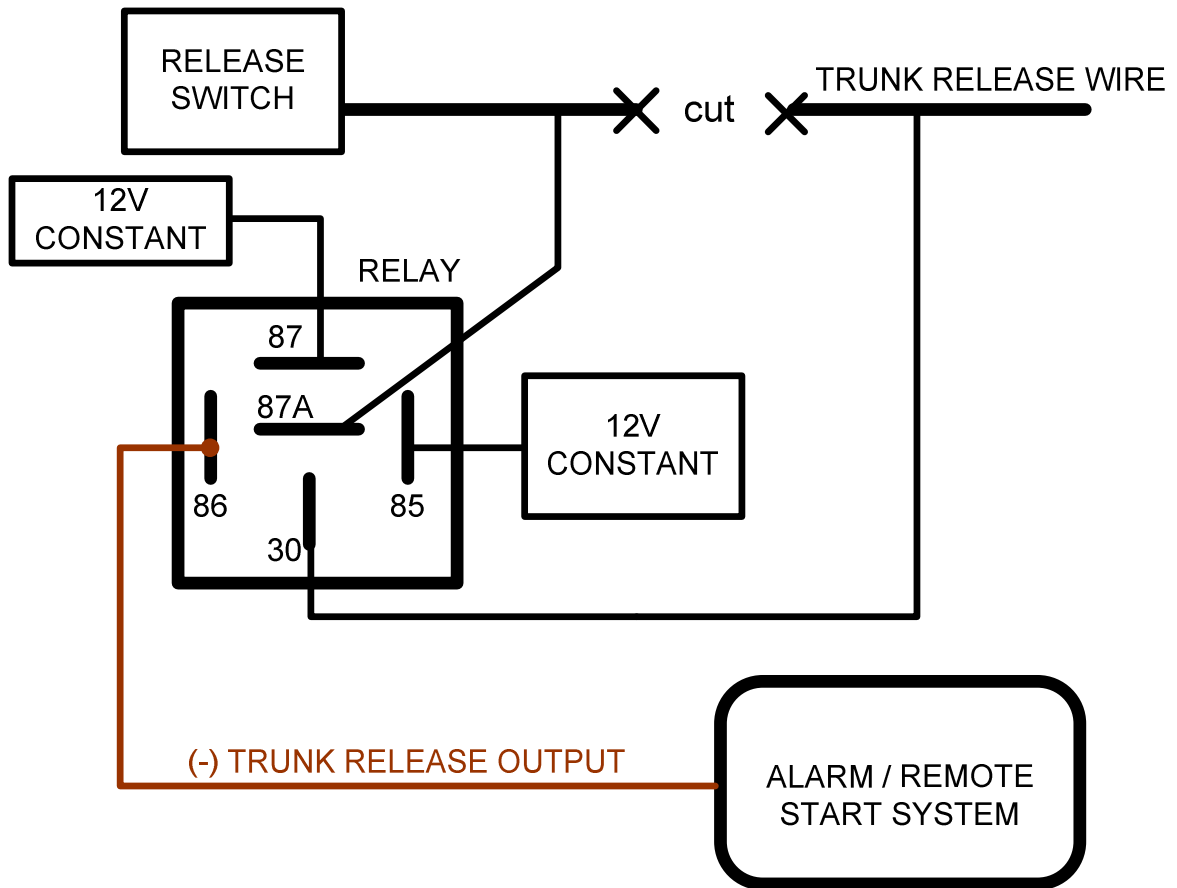 RELEASE
SWITCH
cut
TRUNK RELEASE WIRE
12V
CONSTANT
RELAY
87
87A
86
85
30
12V
CONSTANT
(-) TRUNK RELEASE OUTPUT
ALARM / REMOTE
START SYSTEM